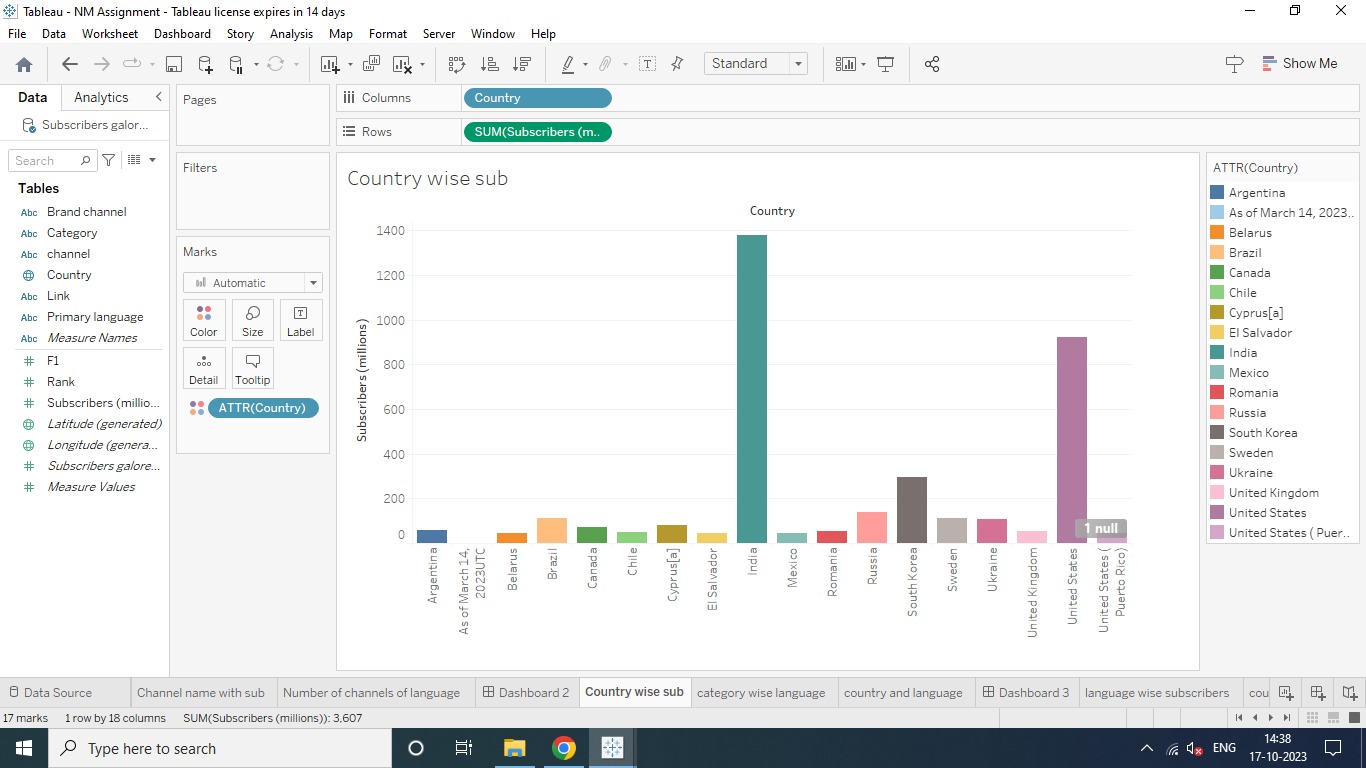 Tableau - NM Assignment - Tableau license expires in 14 days
File Data Worksheet Dashboard Story Analysis Map Format Server Window Help
Standard
Show Me
Data Analytics
Subscribers galor...
Search
Tables
Abc Brand channel
Abc Category
Abc channel
Country
Abc Link
Abc Primary language
Abc Measure Names
# F1
# Rank
# Subscribers (millio...
Latitude (generated)
Longitude (genera...
# Subscribers galore...
# Measure Values
Pages
Filters
Marks
Automatic
Color Size Label
Detail Tooltip
ATTR(Country)
Columns Country
Rows SUM(Subscribers (m..
Country wise sub
Country
Subscribers (millions)
1400
1200
1000
800
600
400
200
0
1 null
Argentina
As of March 14,
2023UTC
Belarus
Brazil
Canada
Chile
Cyprus[a]
El Salvador
India
Mexico
Romania
Russia
South Korea
Sweden
Ukraine
United Kingdom
United States
United States (
Puerto Rico)
ATTR(Country)
Argentina
As of March 14, 2023..
Belarus
Brazil
Canada
Chile
Cyprus[a]
El Salvador
India
Mexico
Romania
Russia
South Korea
Sweden
Ukraine
United Kingdom
United States
United States ( Puer..
Data Source Channel name with sub Number of channels of language Dashboard 2 Country wise sub category wise language country and language Dashboard 3 language wise subscribers cou
17 marks 1 row by 18 columns SUM(Subscribers (millions)): 3,607
Type here to search
ENG
14:38
17-10-2023